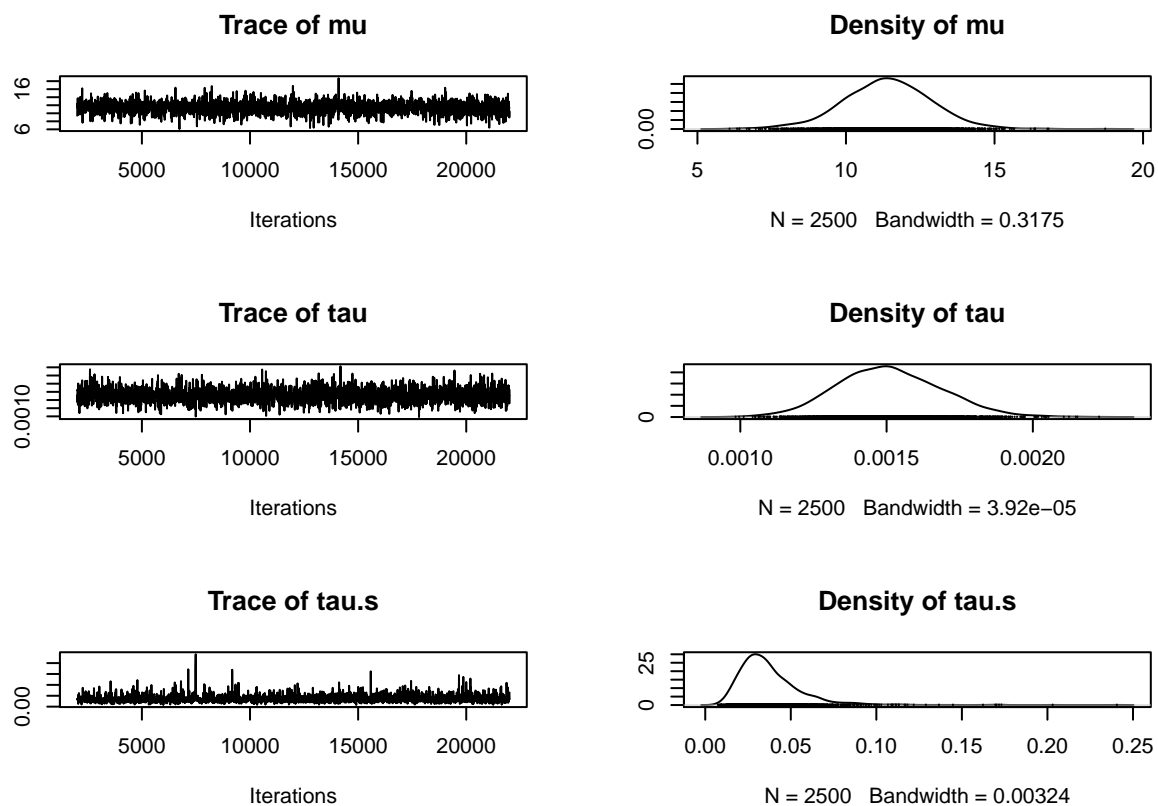 Trace of mu
6 16
5000 10000 15000 20000
Iterations
Density of mu
0.00
5 10 15 20
N = 2500 Bandwidth = 0.3175
Trace of tau
0.0010
5000 10000 15000 20000
Iterations
Density of tau
0
0.0010 0.0015 0.0020
N = 2500 Bandwidth = 3.92e−05
Trace of tau.s
0.00
5000 10000 15000 20000
Iterations
Density of tau.s
0 25
0.00 0.05 0.10 0.15 0.20 0.25
N = 2500 Bandwidth = 0.00324